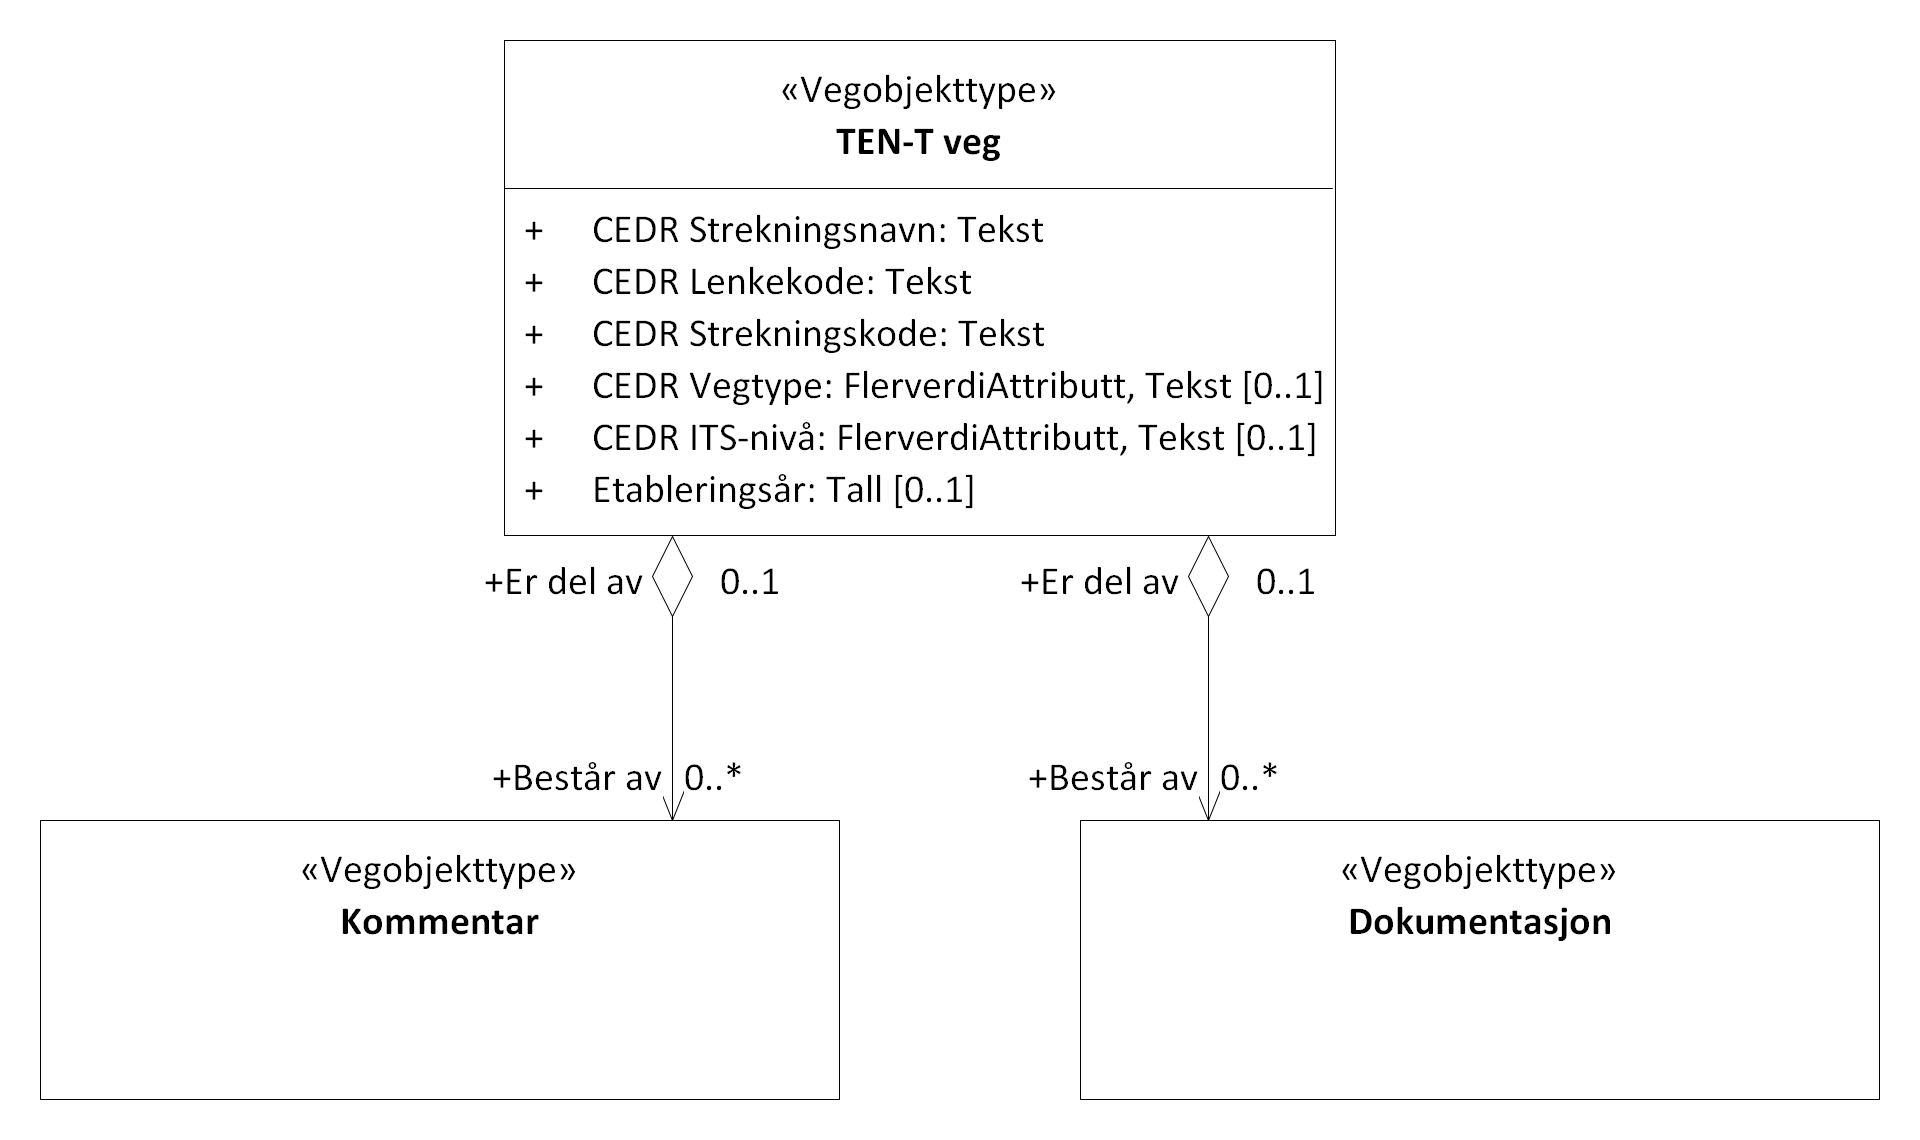 «Vegobjekttype»
TEN-T veg
+ CEDR Strekningsnavn: Tekst
+ CEDR Lenkekode: Tekst
+ CEDR Strekningskode: Tekst
+ CEDR Vegtype: FlerverdiAttributt, Tekst [0..1]
+ CEDR ITS-nivå: FlerverdiAttributt, Tekst [0..1]
+ Etableringsår: Tall [0..1]
+Er del av 0..1
+Er del av 0..1
+Består av 0..*
+Består av 0..*
«Vegobjekttype»
Kommentar
«Vegobjekttype»
Dokumentasjon